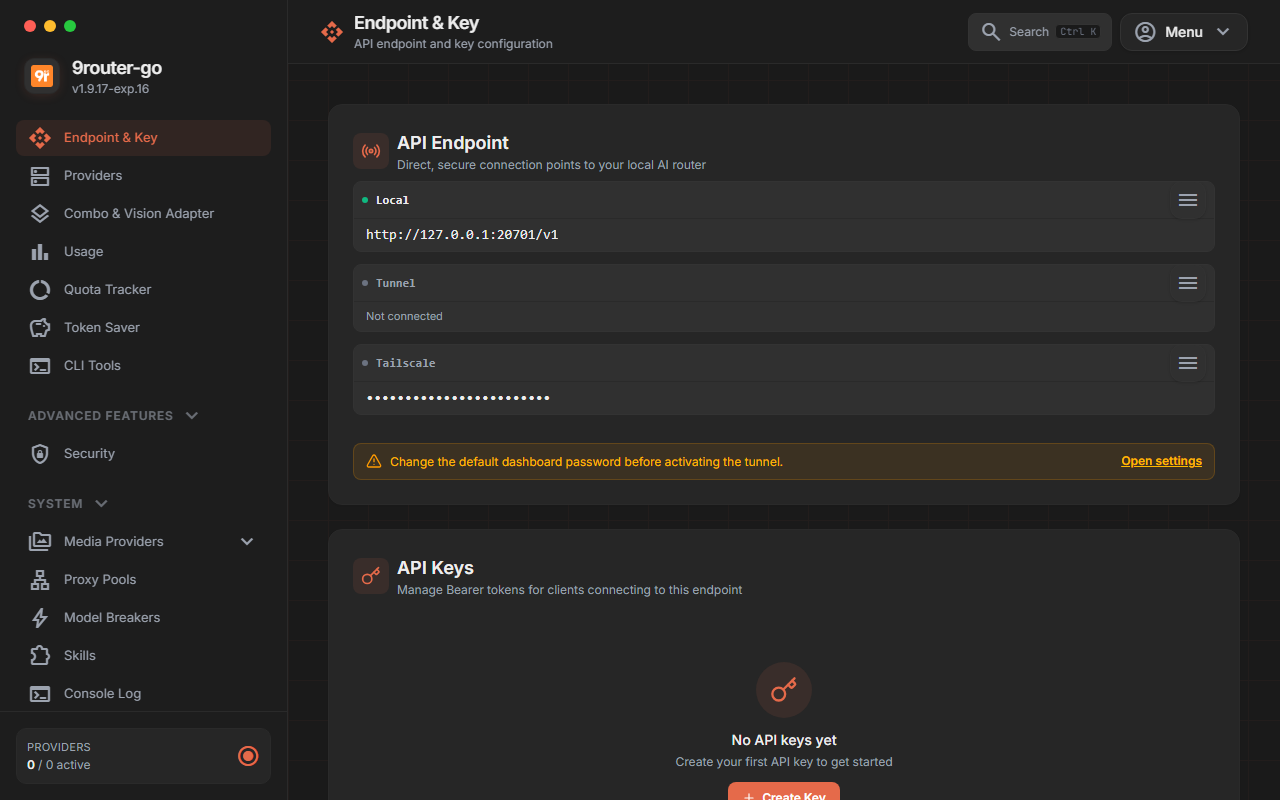 9r
9router-go
v1.9.17-exp.16
Endpoint & Key
Providers
Combo & Vision Adapter
Usage
Quota Tracker
Token Saver
CLI Tools
ADVANCED FEATURES
Security
SYSTEM
Media Providers
Proxy Pools
Model Breakers
Skills
Console Log
PROVIDERS
0 / 0 active
Endpoint & Key
API endpoint and key configuration
Search Ctrl K
Menu
API Endpoint
Direct, secure connection points to your local AI router
Local
http://127.0.0.1:20701/v1
Tunnel
Not connected
Tailscale
••••••••••••••••••••••••
Change the default dashboard password before activating the tunnel.
Open settings
API Keys
Manage Bearer tokens for clients connecting to this endpoint
No API keys yet
Create your first API key to get started
Create Key